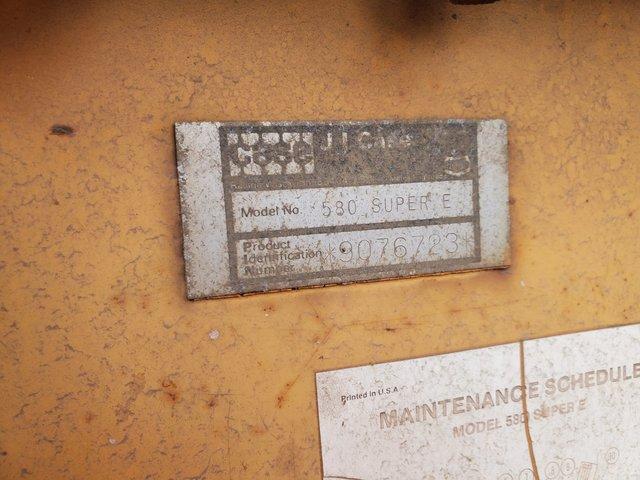 case J I Case
Model No. 580 SUPER E
Product
Identification *9076723*
Number
Printed in U.S.A.
MAINTENANCE SCHEDULE
MODEL 580 SUPER E